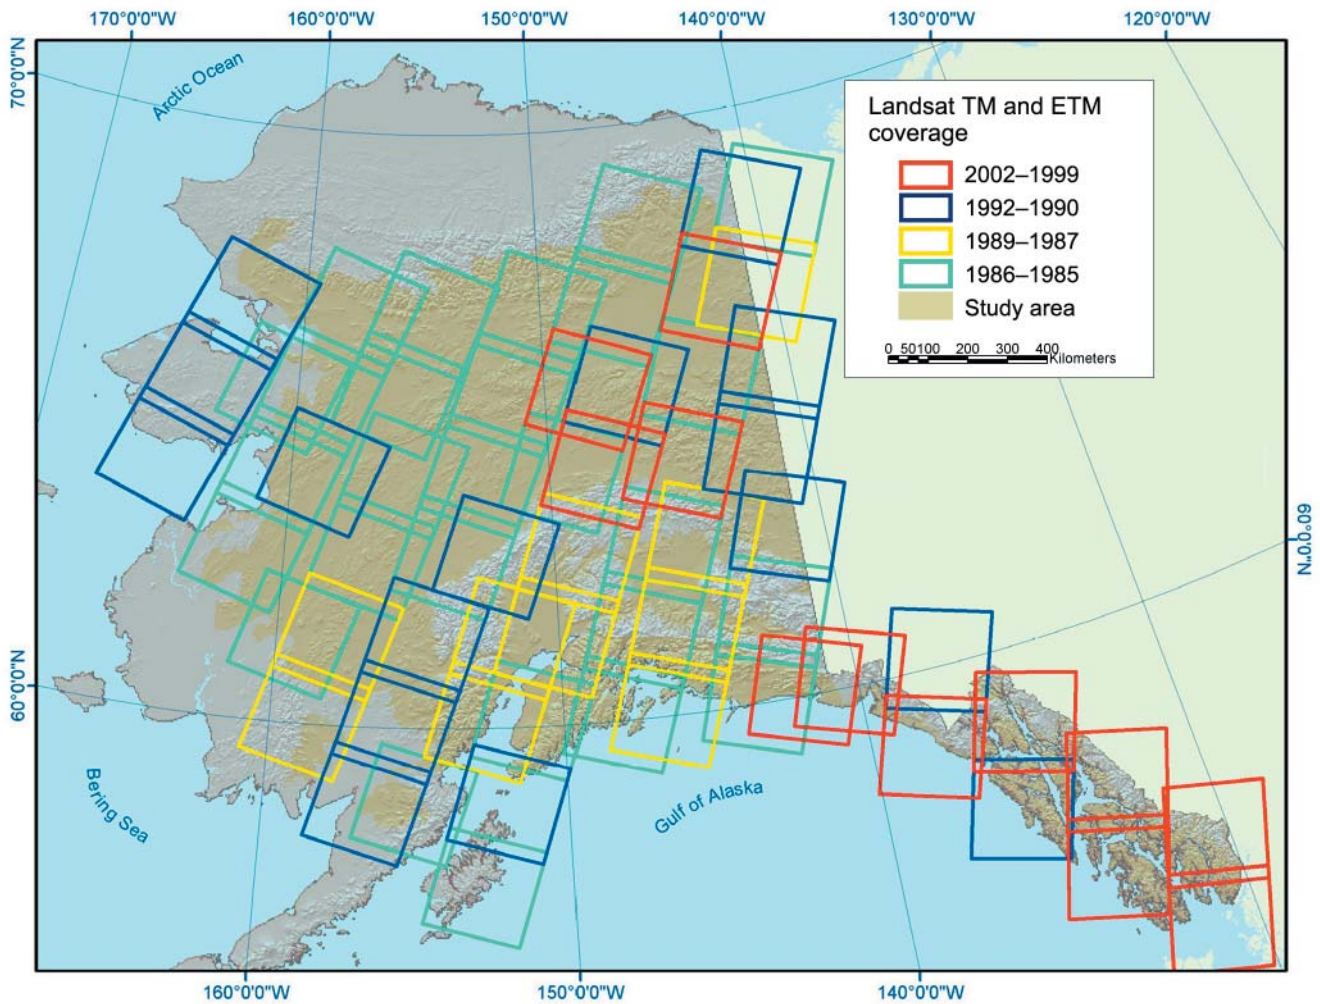 170°0'0"W 160°0'0"W 150°0'0"W 140°0'0"W 130°0'0"W 120°0'0"W
70°0'0"N
Arctic Ocean
Landsat TM and ETM
coverage
2002–1999
1992–1990
1989–1987
1986–1985
Study area
0 50 100 200 300 400
Kilometers
60°0'0"N
60°0'0"N
Bering Sea
Gulf of Alaska
160°0'0"W 150°0'0"W 140°0'0"W